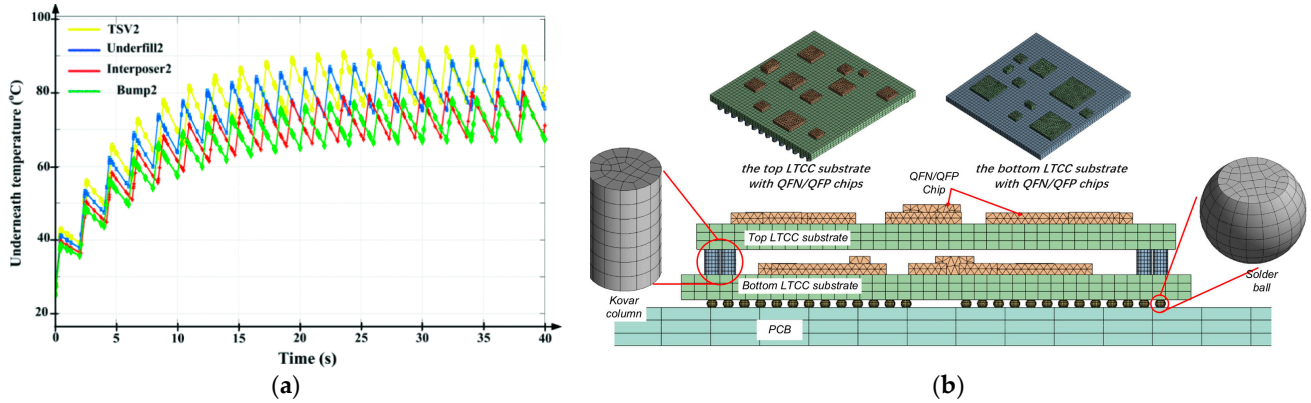 100
80
60
40
20
0
5
10
15
20
25
30
35
40
Underneath temperature (°C)
Time (s)
TSV2
Underfill2
Interposer2
Bump2
(a)
the top LTCC substrate
with QFN/QFP chips
the bottom LTCC substrate
with QFN/QFP chips
QFN/QFP
Chip
Top LTCC substrate
Bottom LTCC substrate
Kovar
column
Solder
ball
PCB
(b)